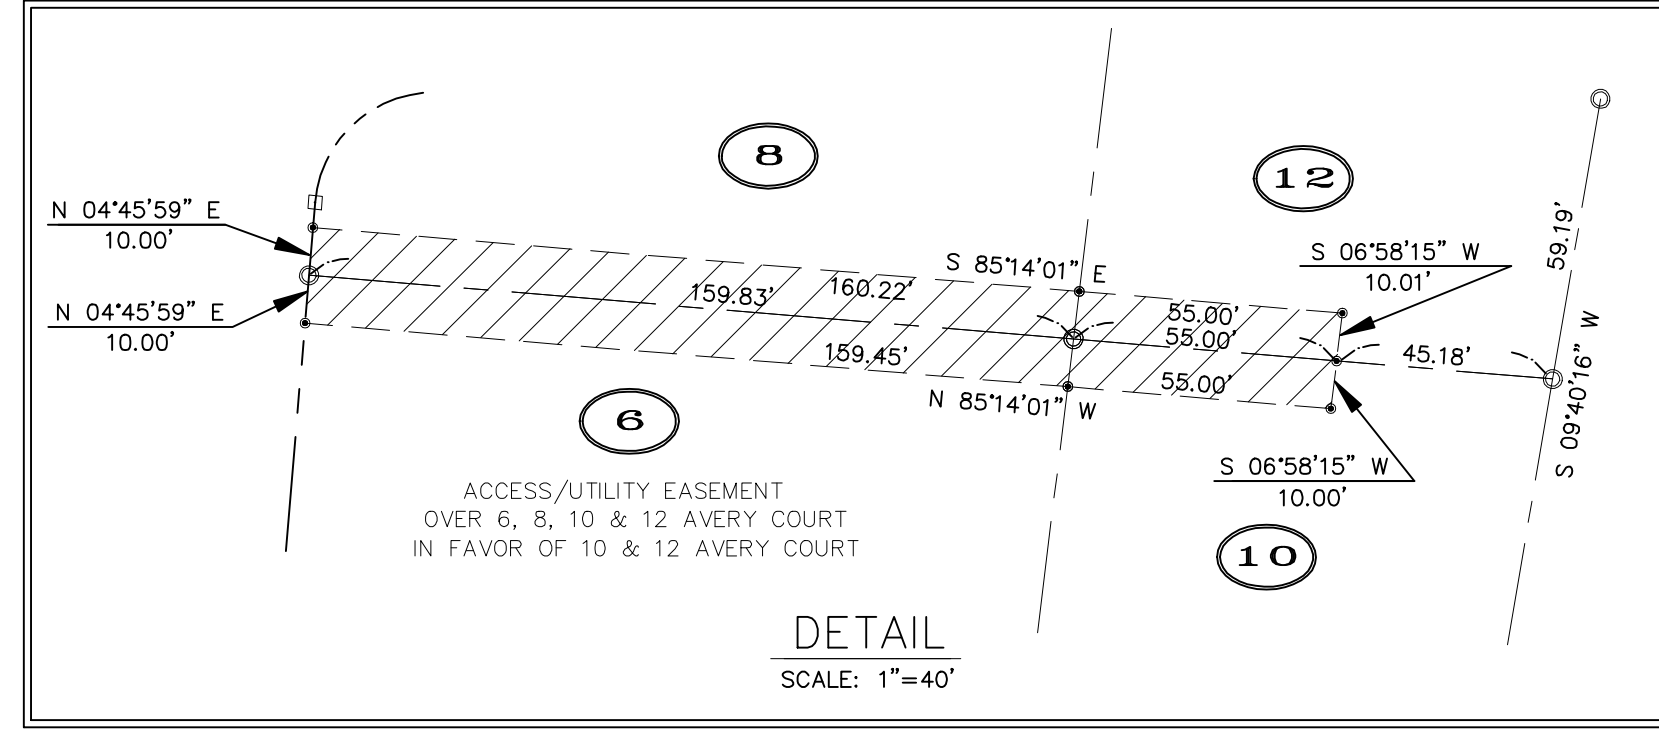 8
12
N 04°45'59" E
10.00'
N 04°45'59" E
10.00'
S 85°14'01" E
159.83'
160.22'
159.45'
N 85°14'01" W
55.00'
55.00'
55.00'
S 06°58'15" W
10.01'
45.18'
59.19'
S 09°40'16" W
S 06°58'15" W
10.00'
6
10
ACCESS/UTILITY EASEMENT
OVER 6, 8, 10 & 12 AVERY COURT
IN FAVOR OF 10 & 12 AVERY COURT
DETAIL
SCALE: 1"=40'